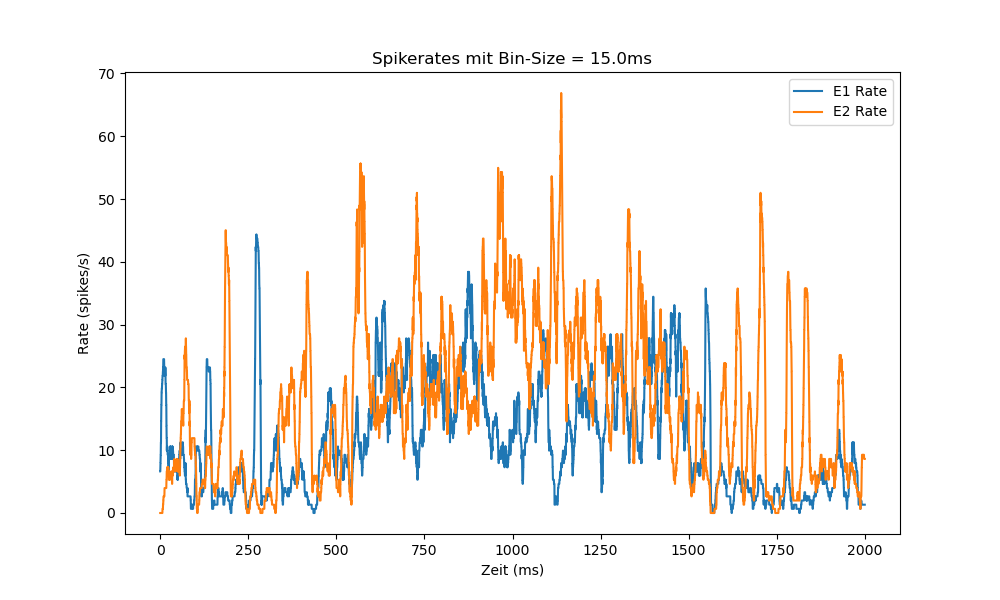 Spikerates mit Bin-Size = 15.0ms
E1 Rate
E2 Rate
Rate (spikes/s)
70
60
50
40
30
20
10
0
0 250 500 750 1000 1250 1500 1750 2000
Zeit (ms)